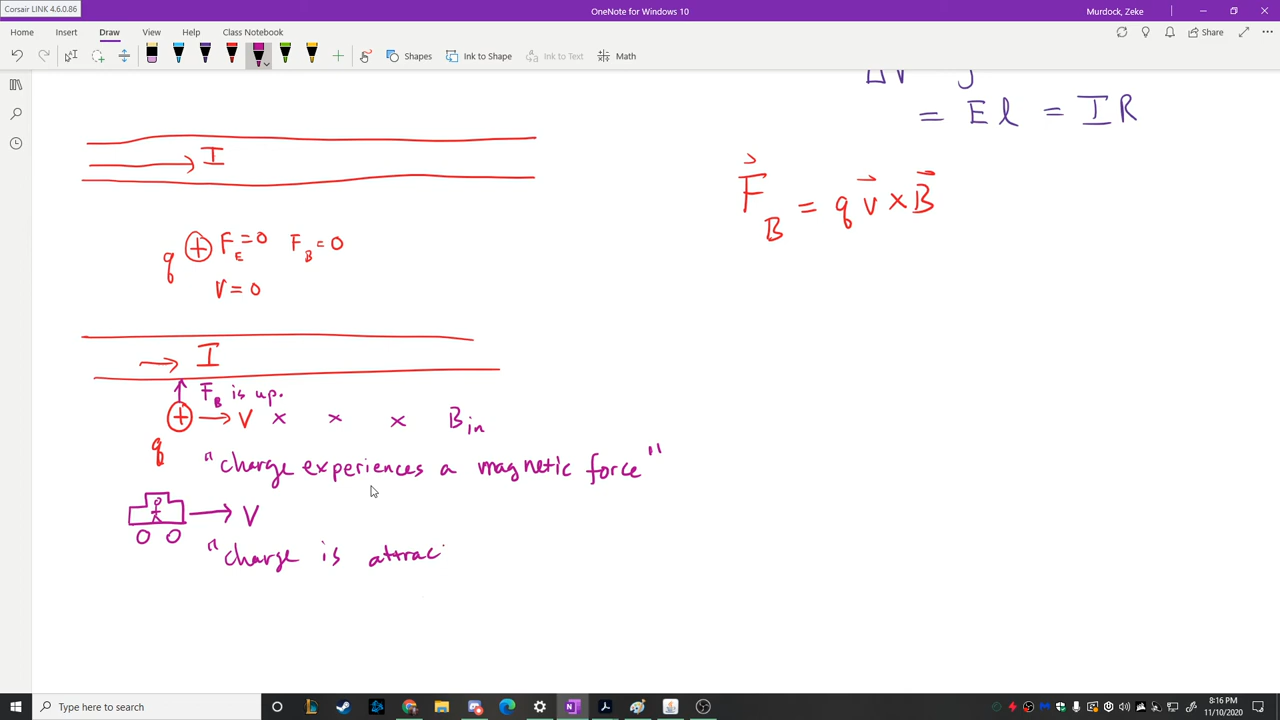 Corsair LINK 4.6.0.86
OneNote for Windows 10
Murdock, Zeke
Home Insert Draw View Help Class Notebook
Share
Shapes Ink to Shape Ink to Text Math
ΔV
= El = IR
I
F_B = q v × B
q + F_E = 0 F_B = 0
V = 0
I
F_B is up.
+ V × × × B_in
q
"charge experiences a magnetic force"
V
"charge is attrac
Type here to search
8:16 PM
11/10/2020